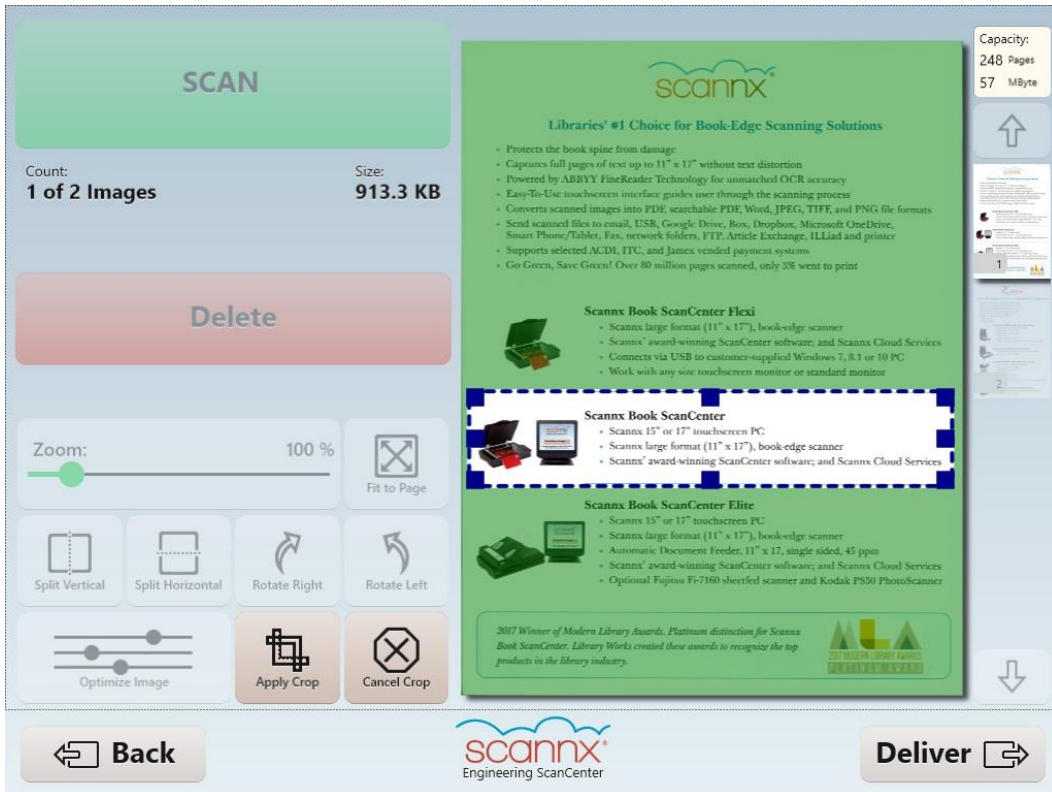 SCAN
Count:
1 of 2 Images
Size:
913.3 KB
Delete
Zoom:
100 %
Fit to Page
Split Vertical
Split Horizontal
Rotate Right
Rotate Left
Optimize Image
Apply Crop
Cancel Crop
scannx®
Libraries' #1 Choice for Book-Edge Scanning Solutions
• Protects the book spine from damage
• Captures full pages of text up to 11" x 17" without text distortion
• Powered by ABBYY FineReader Technology for unmatched OCR accuracy
• Easy-To-Use touchscreen interface guides user through the scanning process
• Converts scanned images into PDF, searchable PDF, Word, JPEG, TIFF, and PNG file formats
• Send scanned files to email, USB, Google Drive, Box, Dropbox, Microsoft OneDrive,
Smart Phone/Tablet, Fax, network folders, FTP, Article Exchange, ILLiad and printer
• Supports selected ACDI, ITC, and Jamex vended payment systems
• Go Green, Save Green! Over 80 million pages scanned, only 3% went to print
Scannx Book ScanCenter Flexi
• Scannx large format (11" x 17"), book-edge scanner
• Scannx' award-winning ScanCenter software; and Scannx Cloud Services
• Connects via USB to customer-supplied Windows 7, 8.1 or 10 PC
• Work with any size touchscreen monitor or standard monitor
Scannx Book ScanCenter
• Scannx 15" or 17" touchscreen PC
• Scannx large format (11" x 17"), book-edge scanner
• Scannx' award-winning ScanCenter software; and Scannx Cloud Services
Scannx Book ScanCenter Elite
• Scannx 15" or 17" touchscreen PC
• Scannx large format (11" x 17"), book-edge scanner
• Automatic Document Feeder, 11" x 17, single sided, 45 ppm
• Scannx' award-winning ScanCenter software; and Scannx Cloud Services
• Optional Fujitsu Fi-7160 sheetfed scanner and Kodak PS50 PhotoScanner
2017 Winner of Modern Library Awards. Platinum distinction for Scannx
Book ScanCenter. Library Works created these awards to recognize the top
products in the library industry.
MLA
2017 MODERN LIBRARY AWARDS
PLATINUM AWARD
Capacity:
248 Pages
57 MByte
1
2
Back
scannx®
Engineering ScanCenter
Deliver